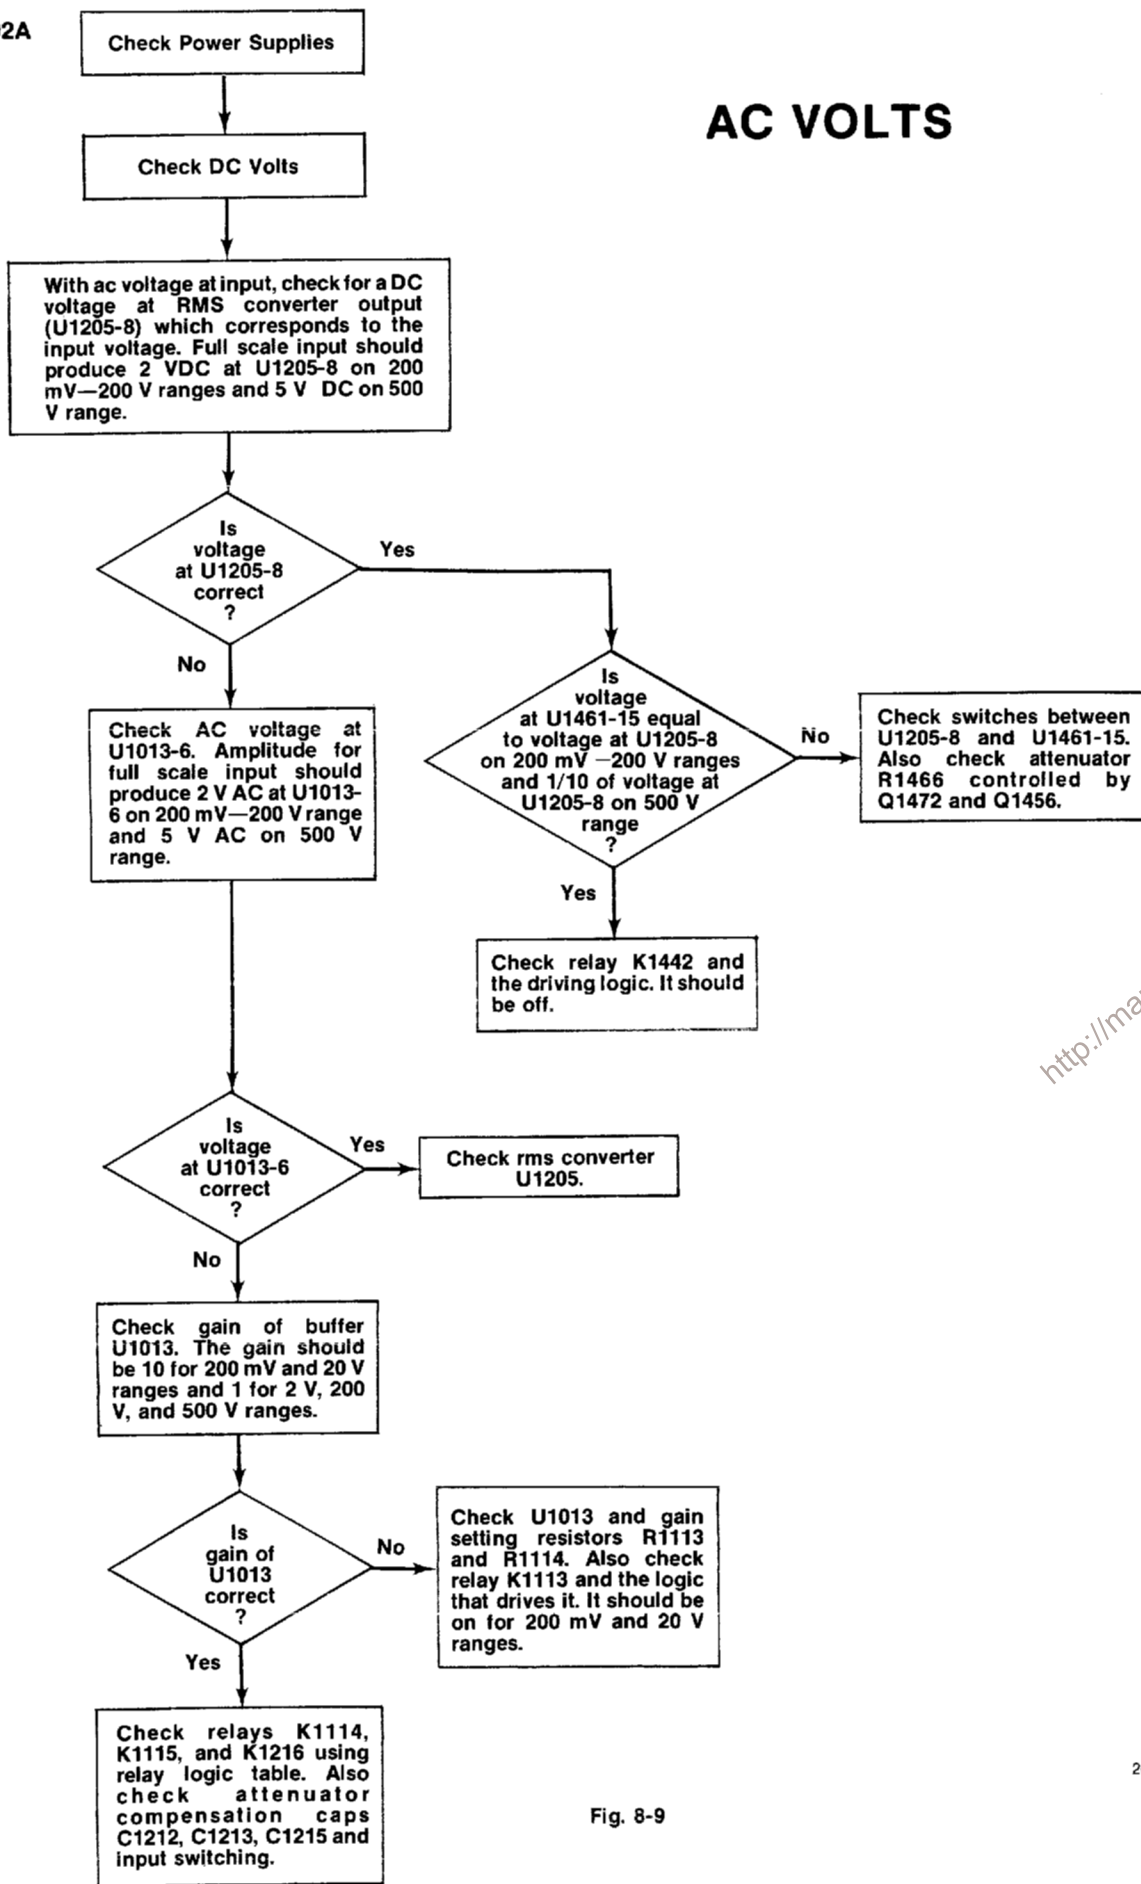 2A
Check Power Supplies
AC VOLTS
Check DC Volts
With ac voltage at input, check for a DC
voltage at RMS converter output
(U1205-8) which corresponds to the
input voltage. Full scale input should
produce 2 VDC at U1205-8 on 200
mV—200 V ranges and 5 V DC on 500
V range.
Is
voltage
at U1205-8
correct
?
Yes
No
Is
voltage
at U1461-15 equal
to voltage at U1205-8
on 200 mV —200 V ranges
and 1/10 of voltage at
U1205-8 on 500 V
range
?
No
Check switches between
U1205-8 and U1461-15.
Also check attenuator
R1466 controlled by
Q1472 and Q1456.
Check AC voltage at
U1013-6. Amplitude for
full scale input should
produce 2 V AC at U1013-
6 on 200 mV—200 V range
and 5 V AC on 500 V
range.
Yes
Check relay K1442 and
the driving logic. It should
be off.
http://ma
Is
voltage
at U1013-6
correct
?
Yes
Check rms converter
U1205.
No
Check gain of buffer
U1013. The gain should
be 10 for 200 mV and 20 V
ranges and 1 for 2 V, 200
V, and 500 V ranges.
Is
gain of
U1013
correct
?
No
Check U1013 and gain
setting resistors R1113
and R1114. Also check
relay K1113 and the logic
that drives it. It should be
on for 200 mV and 20 V
ranges.
Yes
Check relays K1114,
K1115, and K1216 using
relay logic table. Also
check attenuator
compensation caps
C1212, C1213, C1215 and
input switching.
Fig. 8-9
2